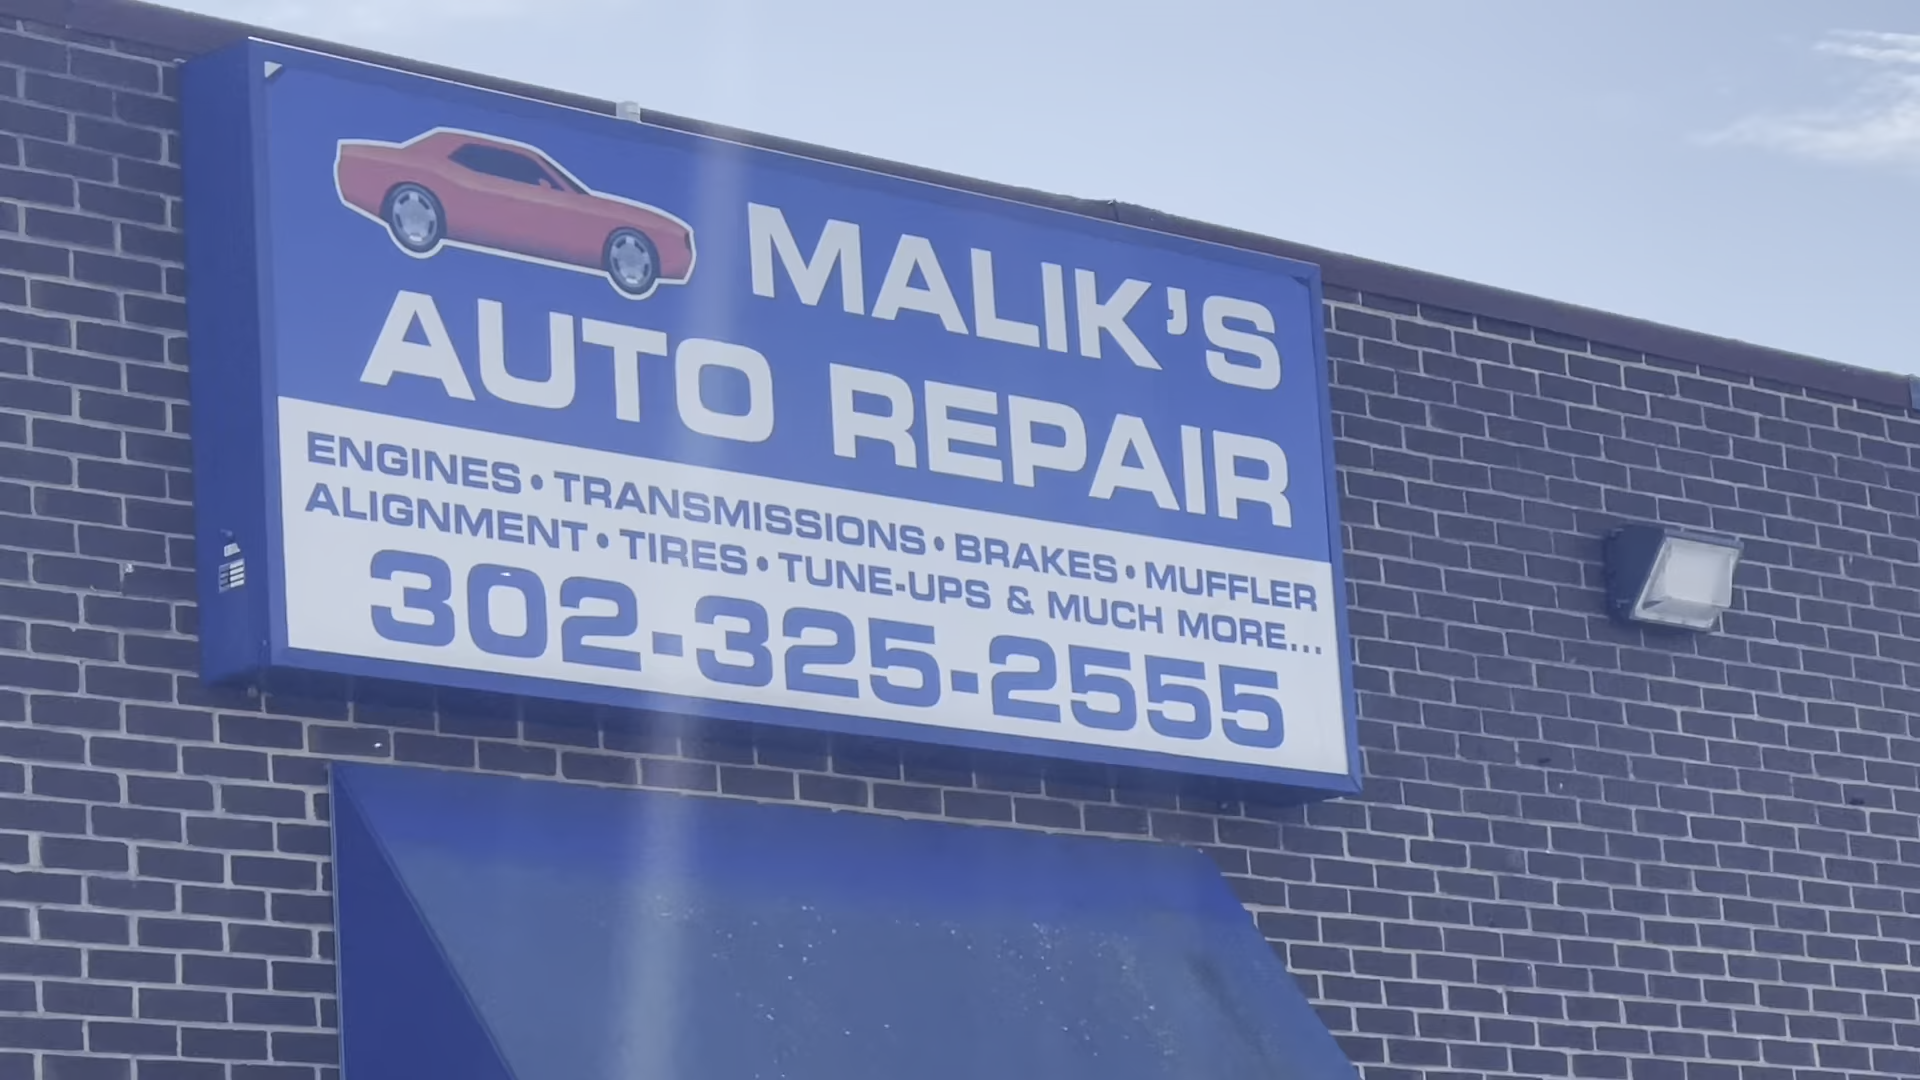 MALIK'S
AUTO REPAIR
ENGINES • TRANSMISSIONS • BRAKES • MUFFLER
ALIGNMENT • TIRES • TUNE-UPS & MUCH MORE...
302-325-2555